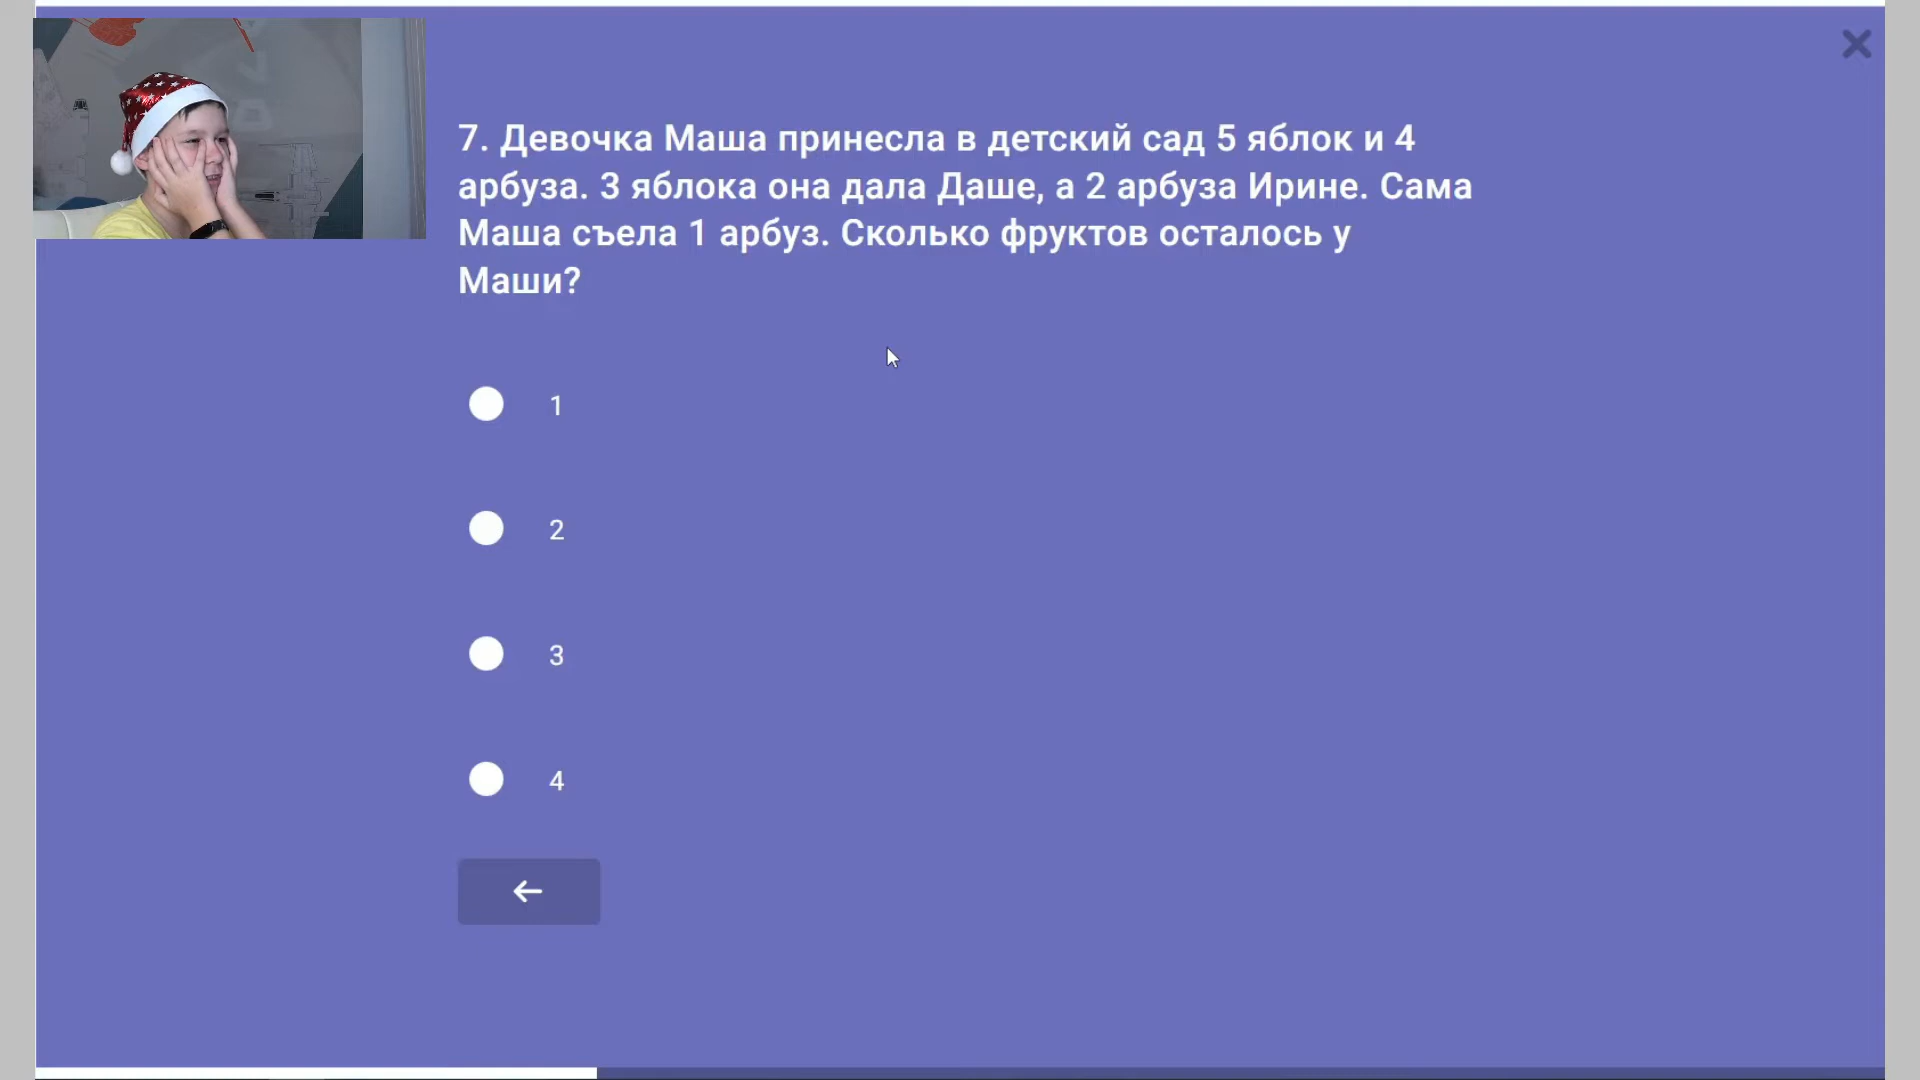 7. Девочка Маша принесла в детский сад 5 яблок и 4
арбуза. 3 яблока она дала Даше, а 2 арбуза Ирине. Сама
Маша съела 1 арбуз. Сколько фруктов осталось у
Маши?
1
2
3
4